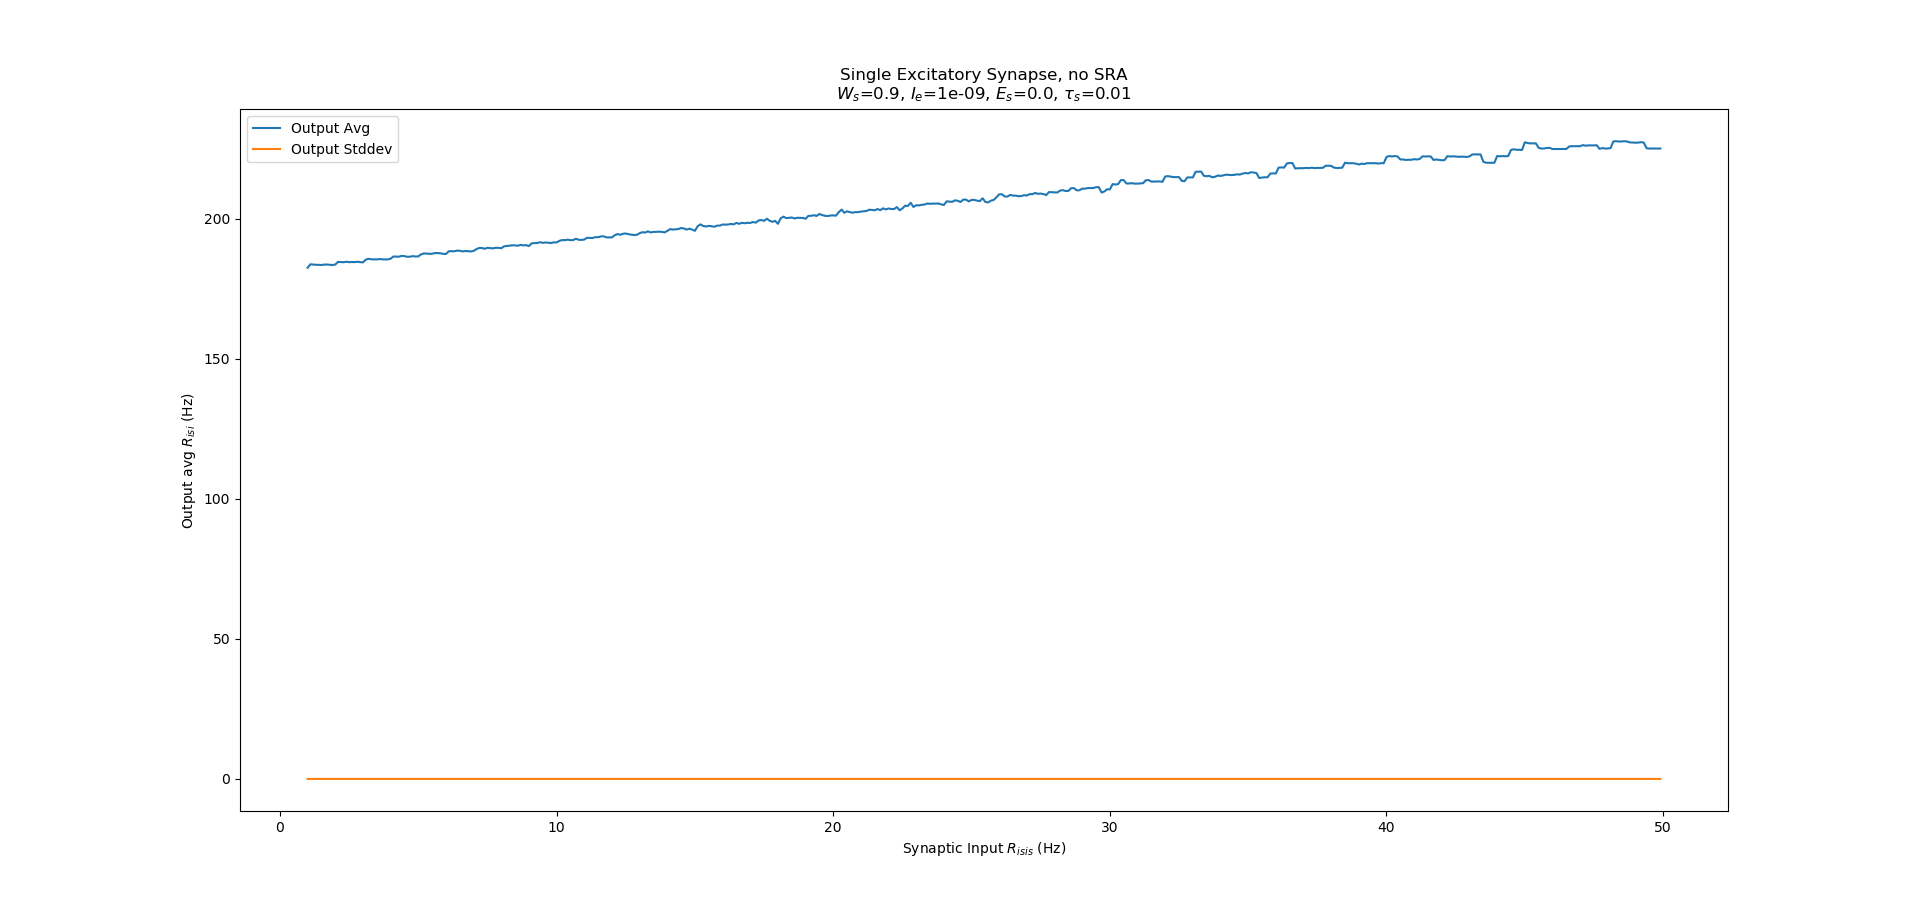 Single Excitatory Synapse, no SRA
W_s=0.9, I_e=1e-09, E_s=0.0, τ_s=0.01
Output Avg
Output Stddev
200
150
100
50
0
Output avg R_isi (Hz)
0 10 20 30 40 50
Synaptic Input R_isis (Hz)